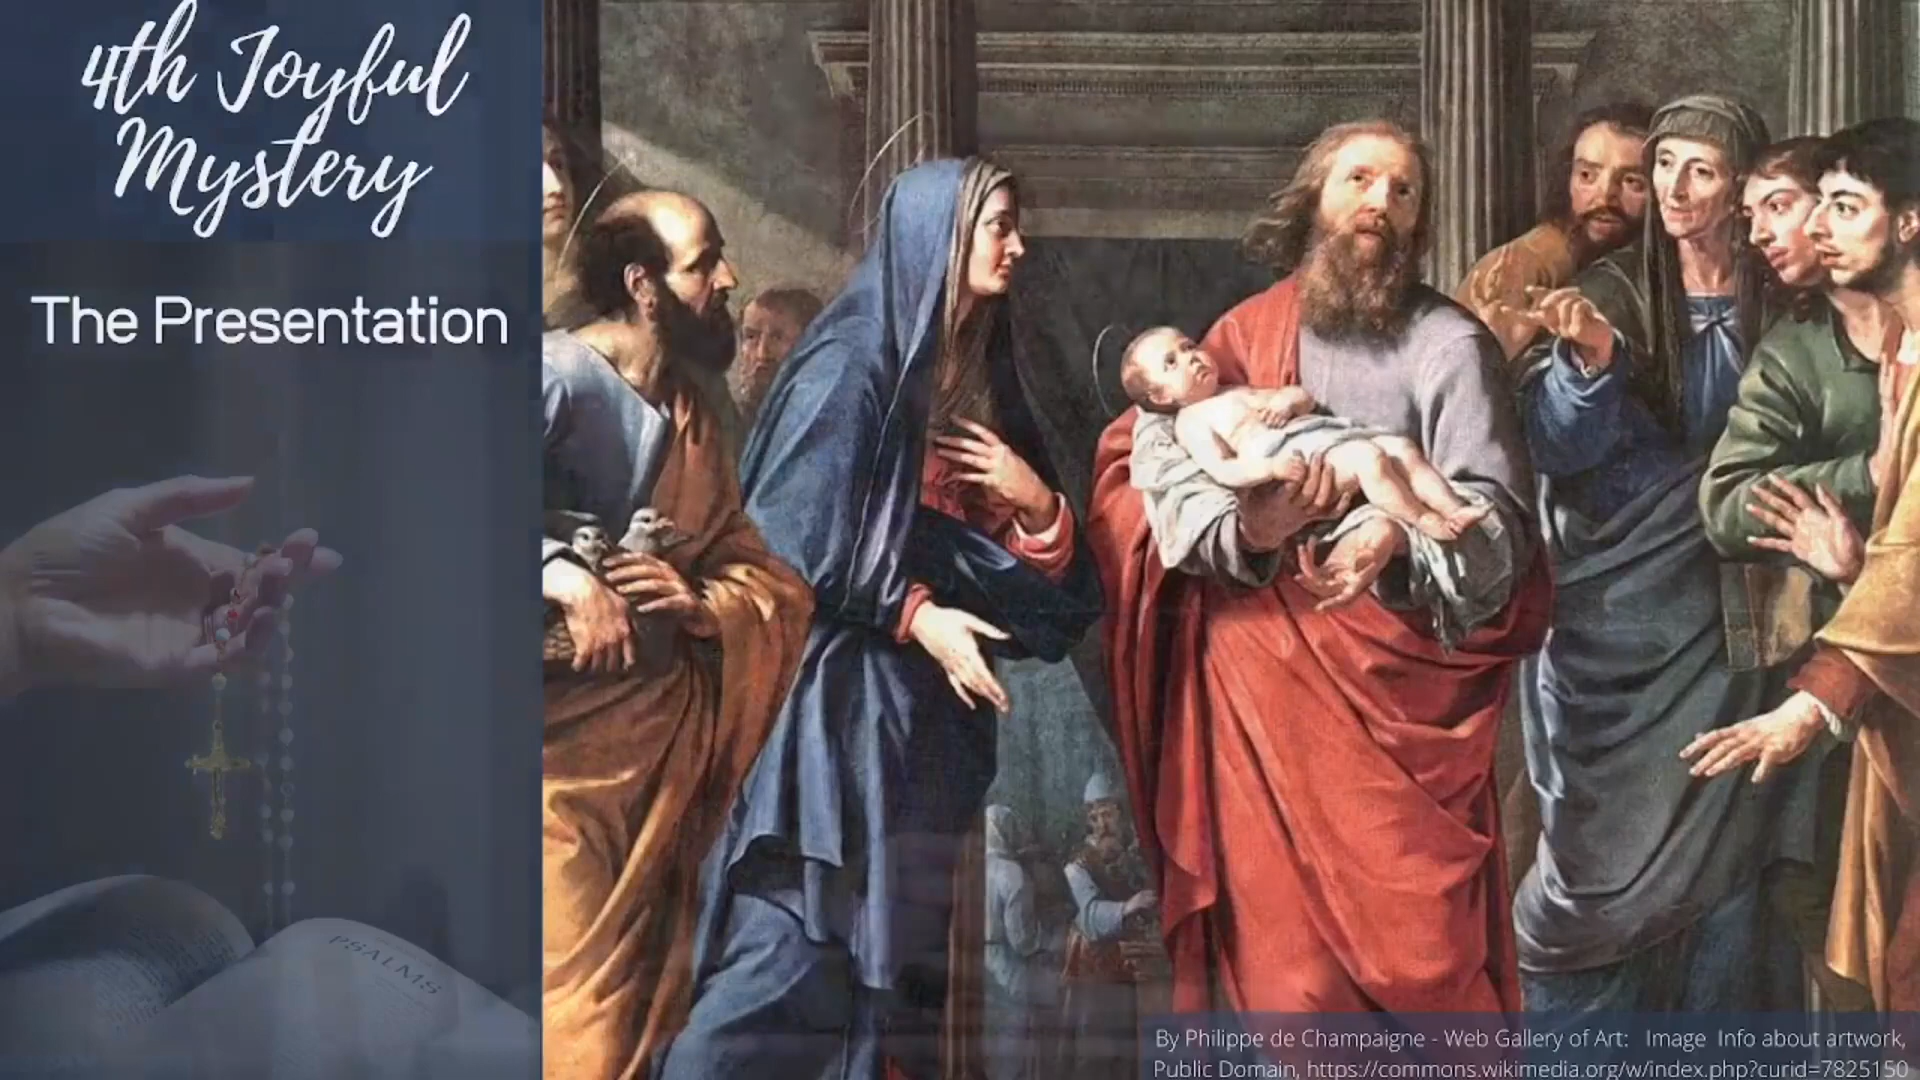 4th Joyful
Mystery
The Presentation
PSALMS
By Philippe de Champaigne - Web Gallery of Art: Image Info about artwork,
Public Domain, https://commons.wikimedia.org/w/index.php?curid=7825150